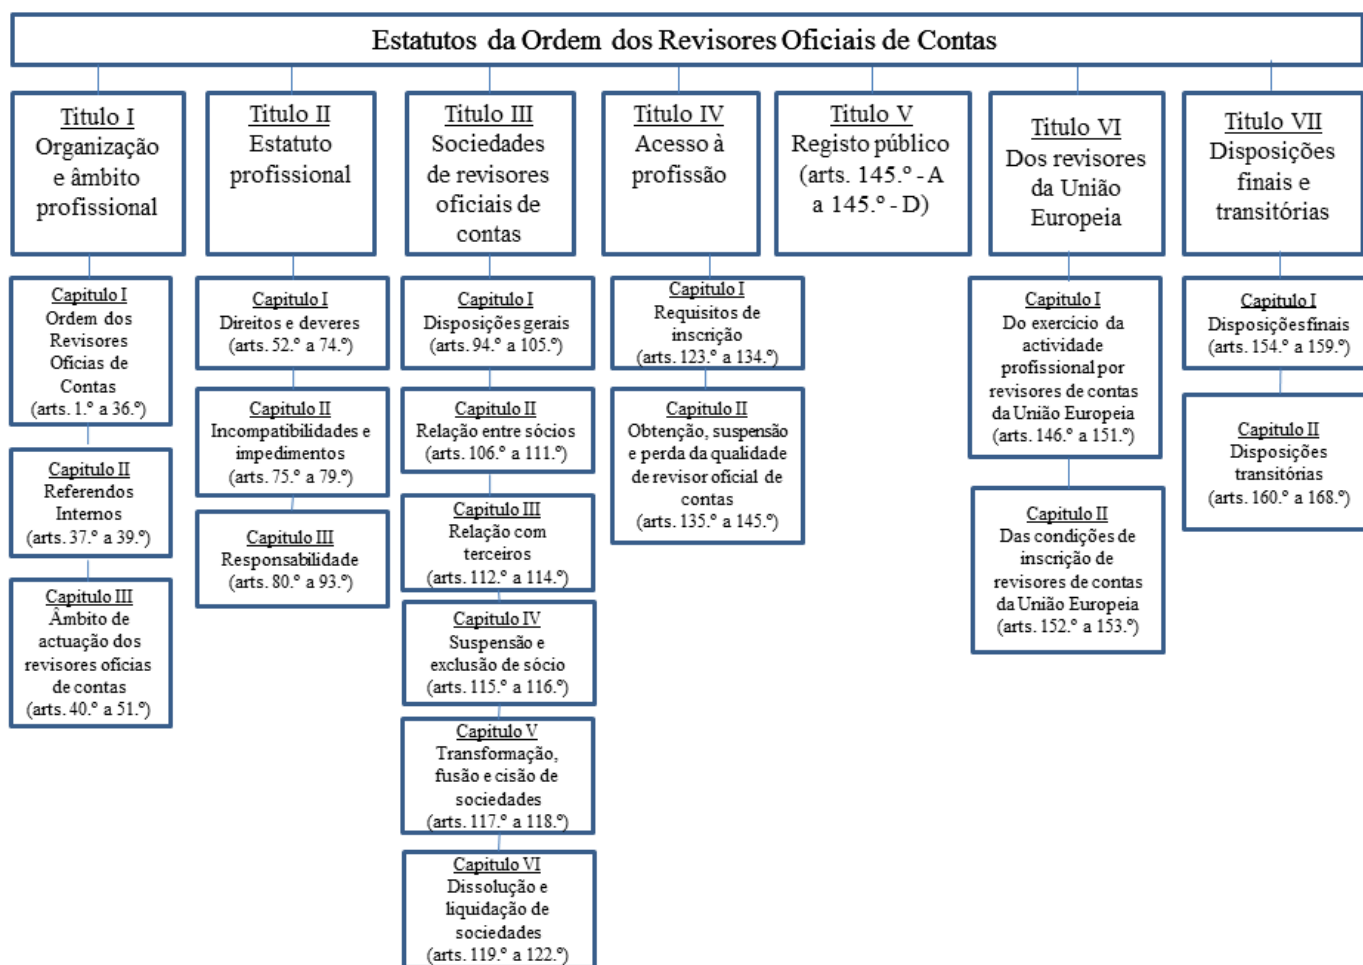 Estatutos da Ordem dos Revisores Oficiais de Contas
Titulo I
Organização
e âmbito
profissional
Capitulo I
Ordem dos
Revisores
Oficias de
Contas
(arts. 1.º a 36.º)
Capitulo II
Referendos
Internos
(arts. 37.º a 39.º)
Capitulo III
Âmbito de
actuação dos
revisores oficias
de contas
(arts. 40.º a 51.º)
Titulo II
Estatuto
profissional
Capitulo I
Direitos e deveres
(arts. 52.º a 74.º)
Capitulo II
Incompatibilidades e
impedimentos
(arts. 75.º a 79.º)
Capitulo III
Responsabilidade
(arts. 80.º a 93.º)
Titulo III
Sociedades
de revisores
oficiais de
contas
Capitulo I
Disposições gerais
(arts. 94.º a 105.º)
Capitulo II
Relação entre sócios
(arts. 106.º a 111.º)
Capitulo III
Relação com
terceiros
(arts. 112.º a 114.º)
Capitulo IV
Suspensão e
exclusão de sócio
(arts. 115.º a 116.º)
Capitulo V
Transformação,
fusão e cisão de
sociedades
(arts. 117.º a 118.º)
Capitulo VI
Dissolução e
liquidação de
sociedades
(arts. 119.º a 122.º)
Titulo IV
Acesso à
profissão
Capitulo I
Requisitos de
inscrição
(arts. 123.º a 134.º)
Capitulo II
Obtenção, suspensão
e perda da qualidade
de revisor oficial de
contas
(arts. 135.º a 145.º)
Titulo V
Registo público
(arts. 145.º - A
a 145.º - D)
Titulo VI
Dos revisores
da União
Europeia
Capitulo I
Do exercício da
actividade
profissional por
revisores de contas
da União Europeia
(arts. 146.º a 151.º)
Capitulo II
Das condições de
inscrição de
revisores de contas
da União Europeia
(arts. 152.º a 153.º)
Titulo VII
Disposições
finais e
transitórias
Capitulo I
Disposições finais
(arts. 154.º a 159.º)
Capitulo II
Disposições
transitórias
(arts. 160.º a 168.º)